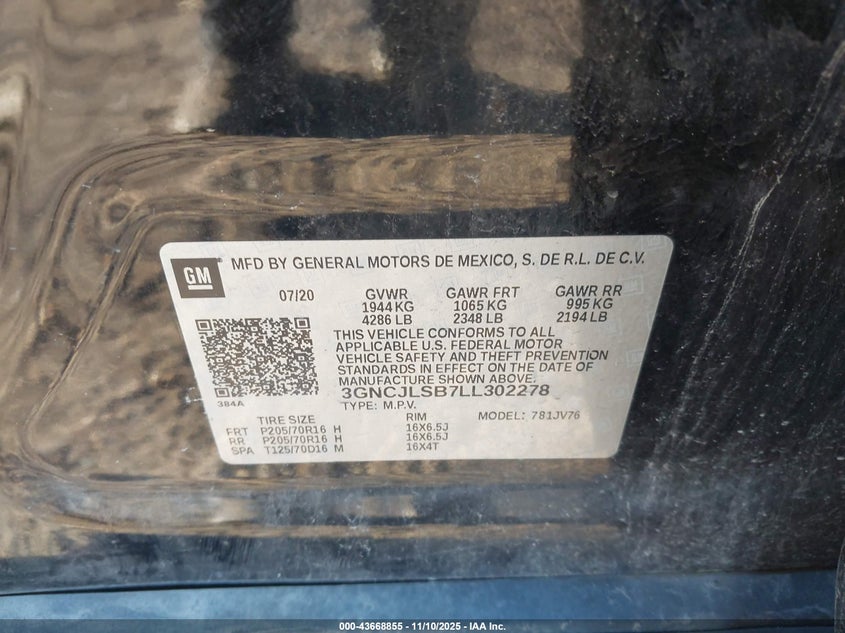 GM
MFD BY GENERAL MOTORS DE MEXICO, S. DE R.L. DE C.V.
07/20 GVWR GAWR FRT GAWR RR
1944 KG 1065 KG 995 KG
4286 LB 2348 LB 2194 LB
THIS VEHICLE CONFORMS TO ALL
APPLICABLE U.S. FEDERAL MOTOR
VEHICLE SAFETY AND THEFT PREVENTION
STANDARDS IN EFFECT ON THE DATE OF
MANUFACTURE SHOWN ABOVE.
384A
3GNCJLSB7LL302278
TYPE: M.P.V. MODEL: 781JV76
TIRE SIZE RIM
FRT P205/70R16 H 16X6.5J
RR P205/70R16 H 16X6.5J
SPA T125/70D16 M 16X4T
000-43668855 — 11/10/2025 — IAA Inc.